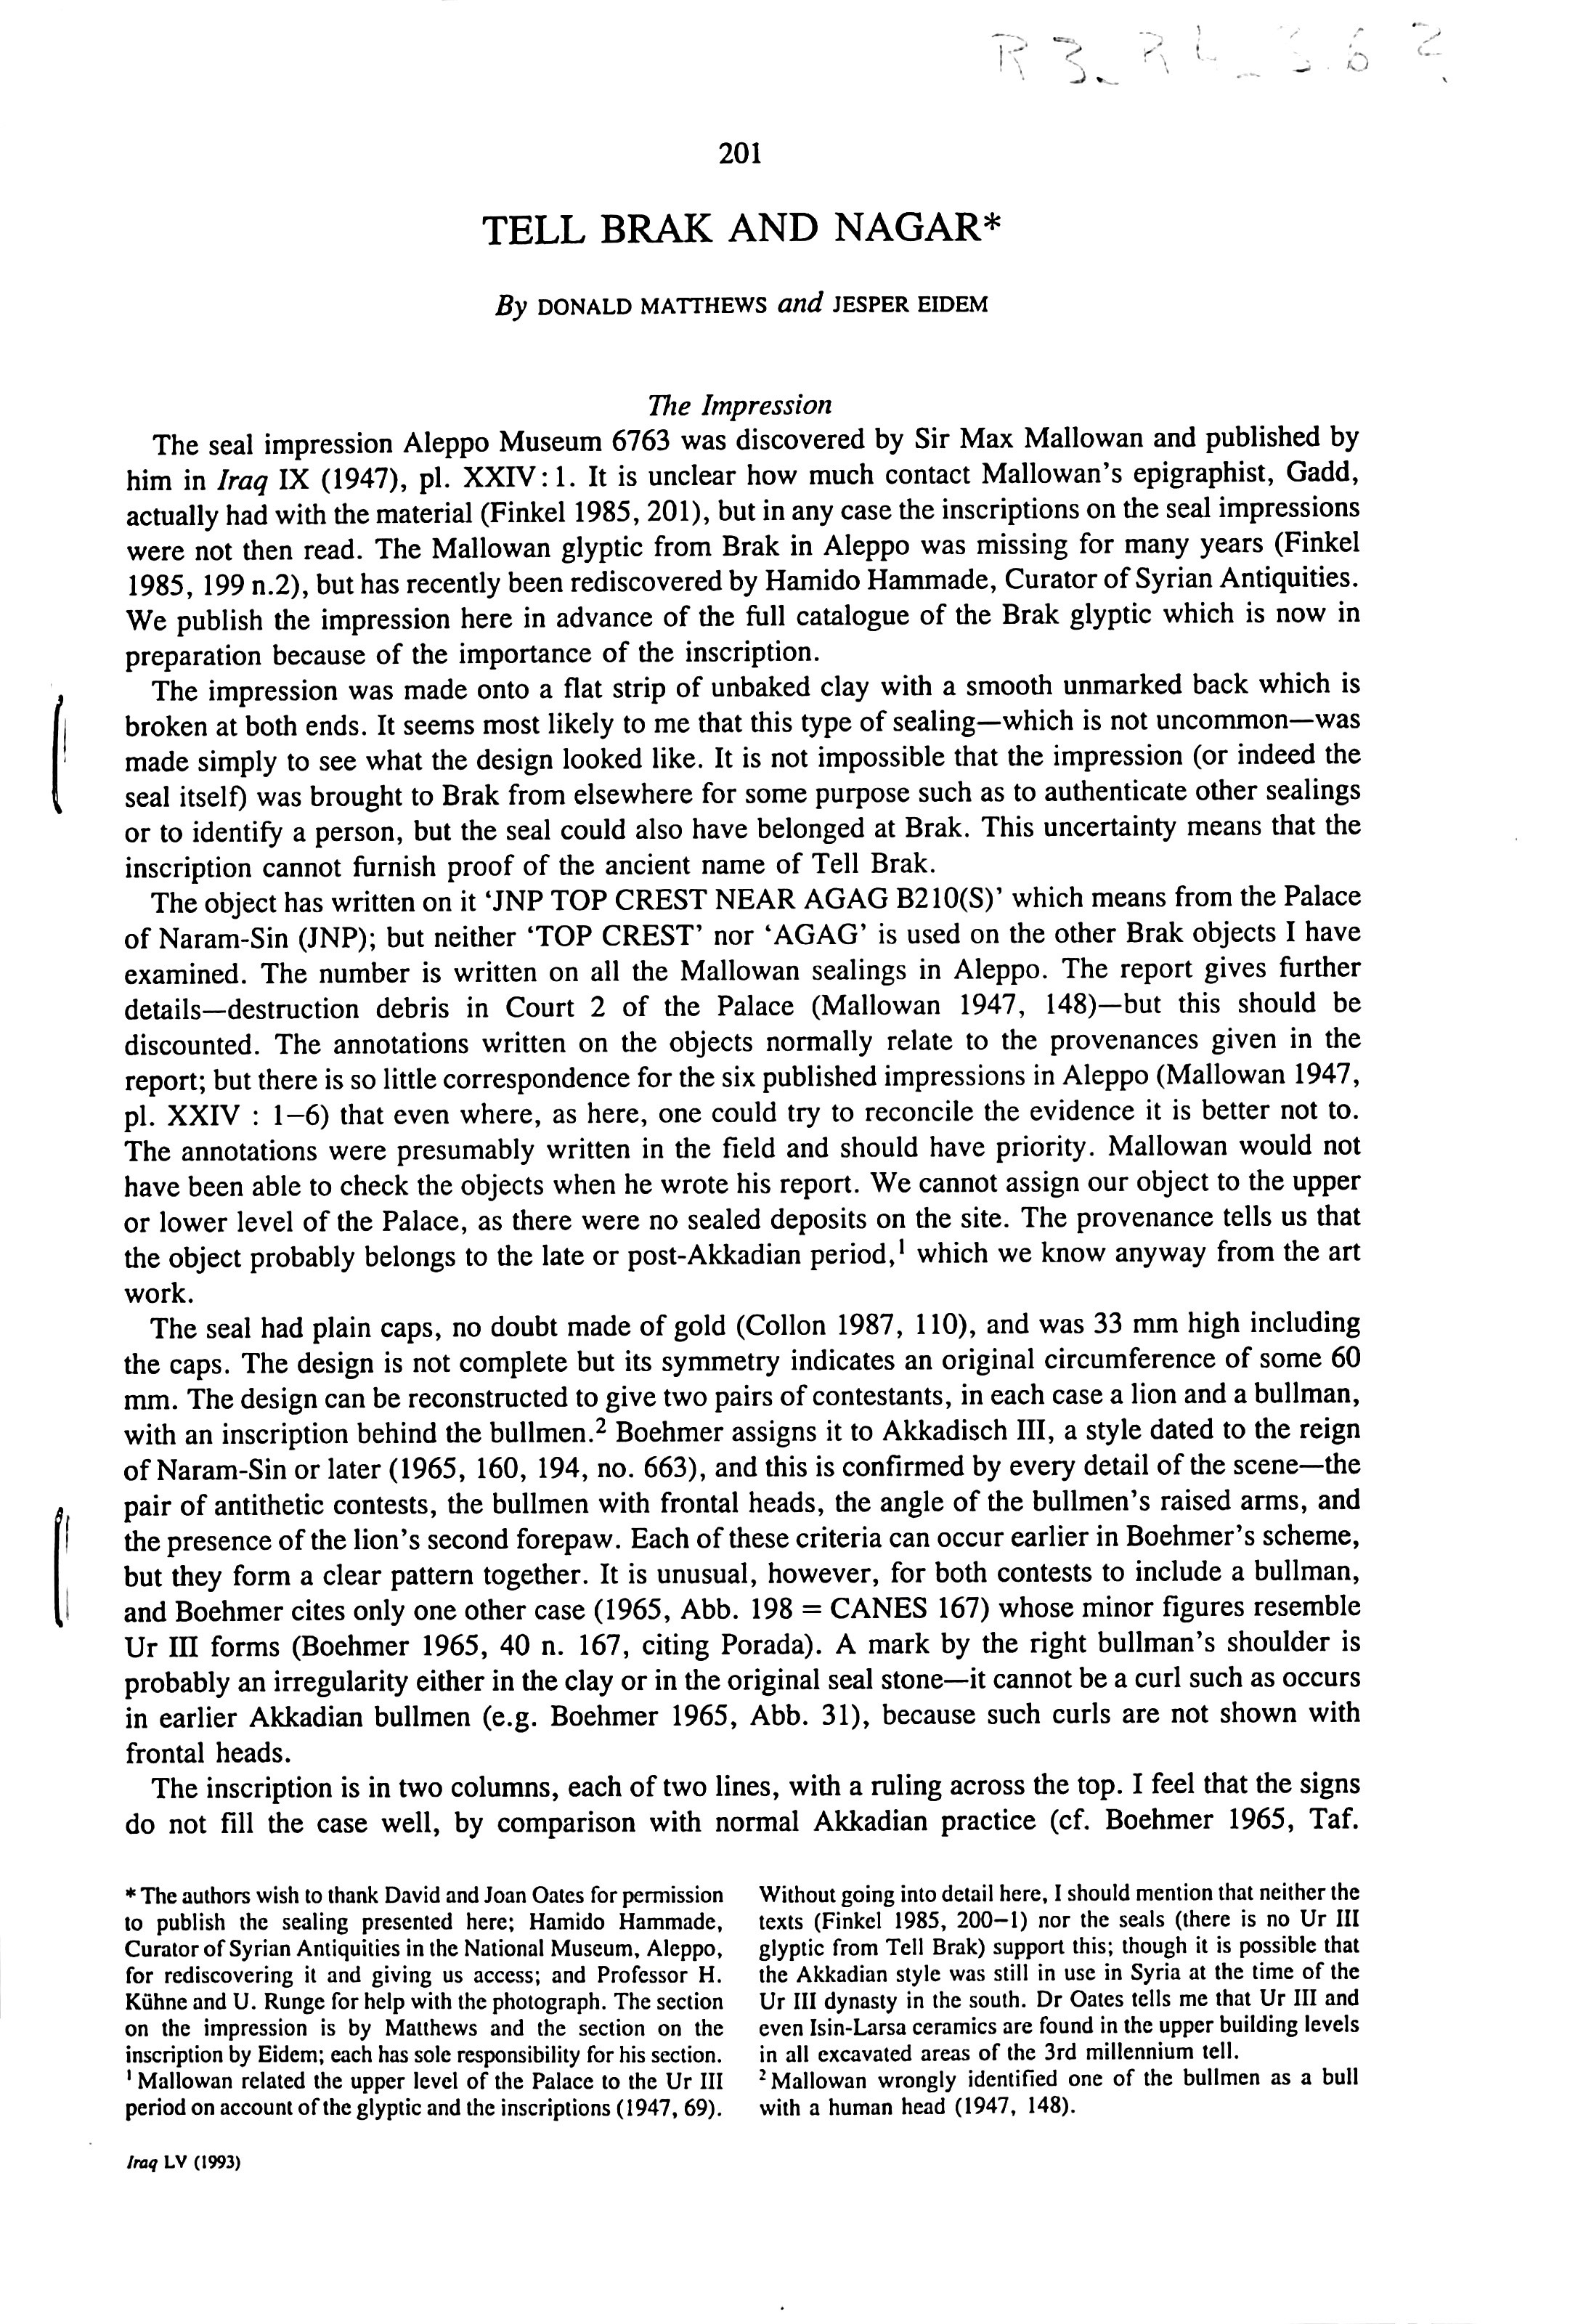 201
TELL BRAK AND NAGAR*
By DONALD MATTHEWS and JESPER EIDEM
The Impression
The seal impression Aleppo Museum 6763 was discovered by Sir Max Mallowan and published by
him in Iraq IX (1947), pl. XXIV: 1. It is unclear how much contact Mallowan's epigraphist, Gadd,
actually had with the material (Finkel 1985, 201), but in any case the inscriptions on the seal impressions
were not then read. The Mallowan glyptic from Brak in Aleppo was missing for many years (Finkel
1985, 199 n.2), but has recently been rediscovered by Hamido Hammade, Curator of Syrian Antiquities.
We publish the impression here in advance of the full catalogue of the Brak glyptic which is now in
preparation because of the importance of the inscription.
The impression was made onto a flat strip of unbaked clay with a smooth unmarked back which is
broken at both ends. It seems most likely to me that this type of sealing—which is not uncommon—was
made simply to see what the design looked like. It is not impossible that the impression (or indeed the
seal itself) was brought to Brak from elsewhere for some purpose such as to authenticate other sealings
or to identify a person, but the seal could also have belonged at Brak. This uncertainty means that the
inscription cannot furnish proof of the ancient name of Tell Brak.
The object has written on it 'JNP TOP CREST NEAR AGAG B210(S)' which means from the Palace
of Naram-Sin (JNP); but neither 'TOP CREST' nor 'AGAG' is used on the other Brak objects I have
examined. The number is written on all the Mallowan sealings in Aleppo. The report gives further
details—destruction debris in Court 2 of the Palace (Mallowan 1947, 148)—but this should be
discounted. The annotations written on the objects normally relate to the provenances given in the
report; but there is so little correspondence for the six published impressions in Aleppo (Mallowan 1947,
pl. XXIV : 1–6) that even where, as here, one could try to reconcile the evidence it is better not to.
The annotations were presumably written in the field and should have priority. Mallowan would not
have been able to check the objects when he wrote his report. We cannot assign our object to the upper
or lower level of the Palace, as there were no sealed deposits on the site. The provenance tells us that
the object probably belongs to the late or post-Akkadian period,¹ which we know anyway from the art
work.
The seal had plain caps, no doubt made of gold (Collon 1987, 110), and was 33 mm high including
the caps. The design is not complete but its symmetry indicates an original circumference of some 60
mm. The design can be reconstructed to give two pairs of contestants, in each case a lion and a bullman,
with an inscription behind the bullmen.² Boehmer assigns it to Akkadisch III, a style dated to the reign
of Naram-Sin or later (1965, 160, 194, no. 663), and this is confirmed by every detail of the scene—the
pair of antithetic contests, the bullmen with frontal heads, the angle of the bullmen's raised arms, and
the presence of the lion's second forepaw. Each of these criteria can occur earlier in Boehmer's scheme,
but they form a clear pattern together. It is unusual, however, for both contests to include a bullman,
and Boehmer cites only one other case (1965, Abb. 198 = CANES 167) whose minor figures resemble
Ur III forms (Boehmer 1965, 40 n. 167, citing Porada). A mark by the right bullman's shoulder is
probably an irregularity either in the clay or in the original seal stone—it cannot be a curl such as occurs
in earlier Akkadian bullmen (e.g. Boehmer 1965, Abb. 31), because such curls are not shown with
frontal heads.
The inscription is in two columns, each of two lines, with a ruling across the top. I feel that the signs
do not fill the case well, by comparison with normal Akkadian practice (cf. Boehmer 1965, Taf.
* The authors wish to thank David and Joan Oates for permission
to publish the sealing presented here; Hamido Hammade,
Curator of Syrian Antiquities in the National Museum, Aleppo,
for rediscovering it and giving us access; and Professor H.
Kühne and U. Runge for help with the photograph. The section
on the impression is by Matthews and the section on the
inscription by Eidem; each has sole responsibility for his section.
¹ Mallowan related the upper level of the Palace to the Ur III
period on account of the glyptic and the inscriptions (1947, 69).
Without going into detail here, I should mention that neither the
texts (Finkel 1985, 200–1) nor the seals (there is no Ur III
glyptic from Tell Brak) support this; though it is possible that
the Akkadian style was still in use in Syria at the time of the
Ur III dynasty in the south. Dr Oates tells me that Ur III and
even Isin-Larsa ceramics are found in the upper building levels
in all excavated areas of the 3rd millennium tell.
² Mallowan wrongly identified one of the bullmen as a bull
with a human head (1947, 148).
Iraq LV (1993)